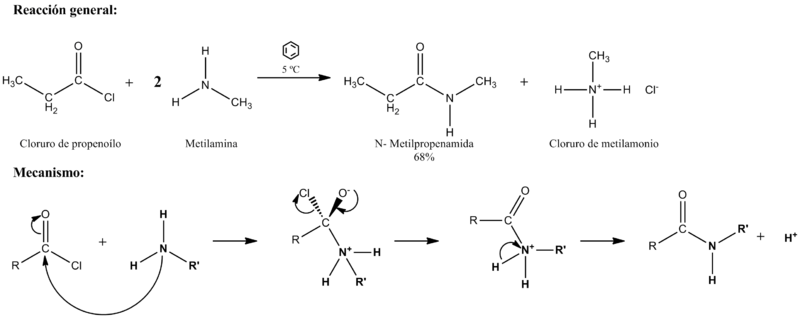 Reacción general:
O
H3C
C
Cl
C
H2
+
2
H
N
H
CH3
5 ºC
O
H3C
C
CH3
C
H2
N
H
+
CH3
H
N+
H
Cl-
H
Cloruro de propenoílo
Metilamina
N- Metilpropenamida
68%
Cloruro de metilamonio
Mecanismo:
O
C
R
Cl
+
H
N
H
R'
Cl
O-
C
R
N+
H
H
R'
O
R
C
N+
R'
H
H
O
C
R
N
R'
H
+
H+